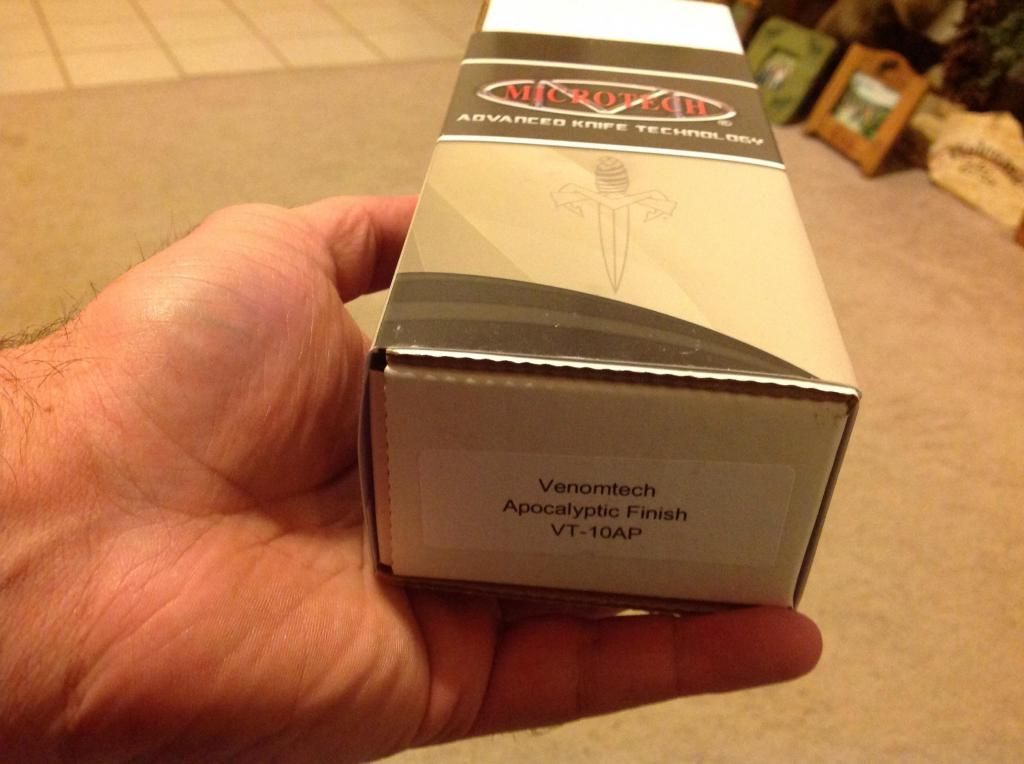 MICROTECH®
ADVANCED KNIFE TECHNOLOGY
Venomtech
Apocalyptic Finish
VT-10AP